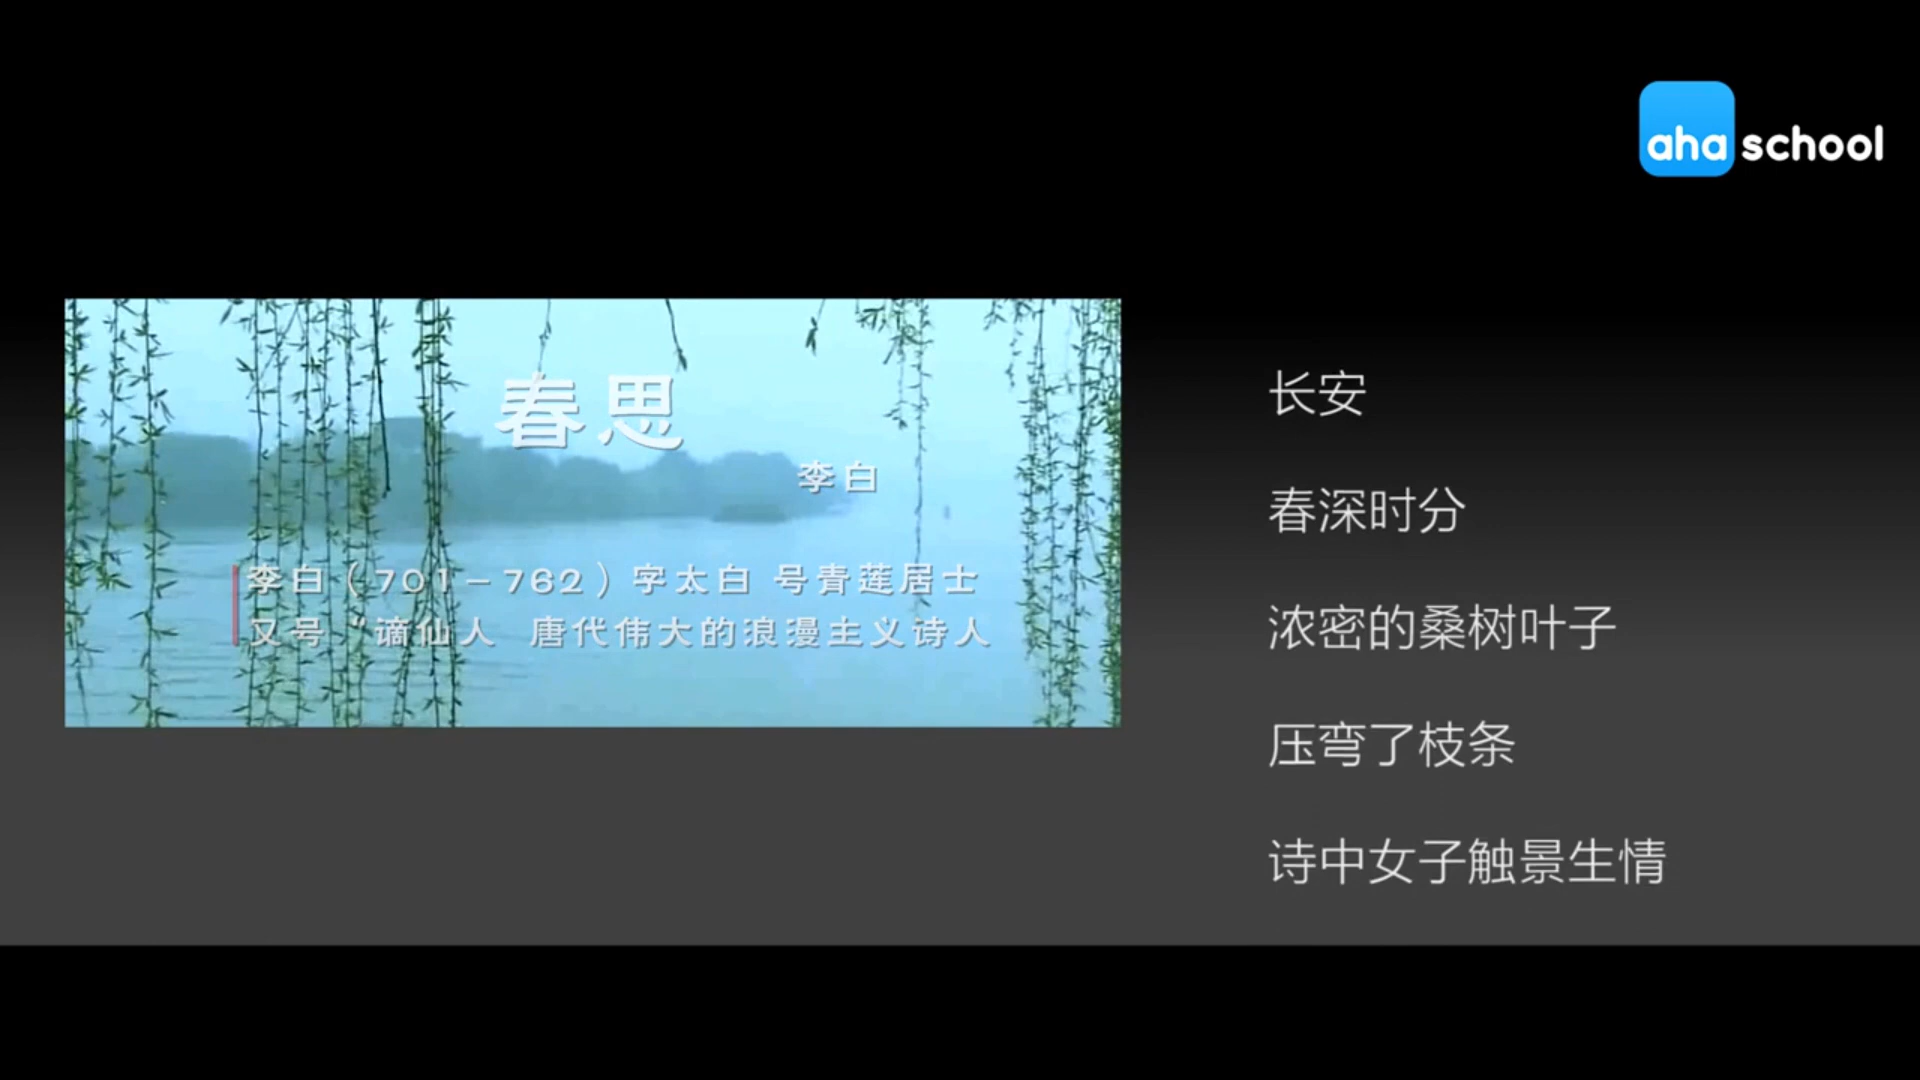 aha school
春思
李白
李白（701－762）字太白 号青莲居士
又号“谪仙人 唐代伟大的浪漫主义诗人
长安
春深时分
浓密的桑树叶子
压弯了枝条
诗中女子触景生情